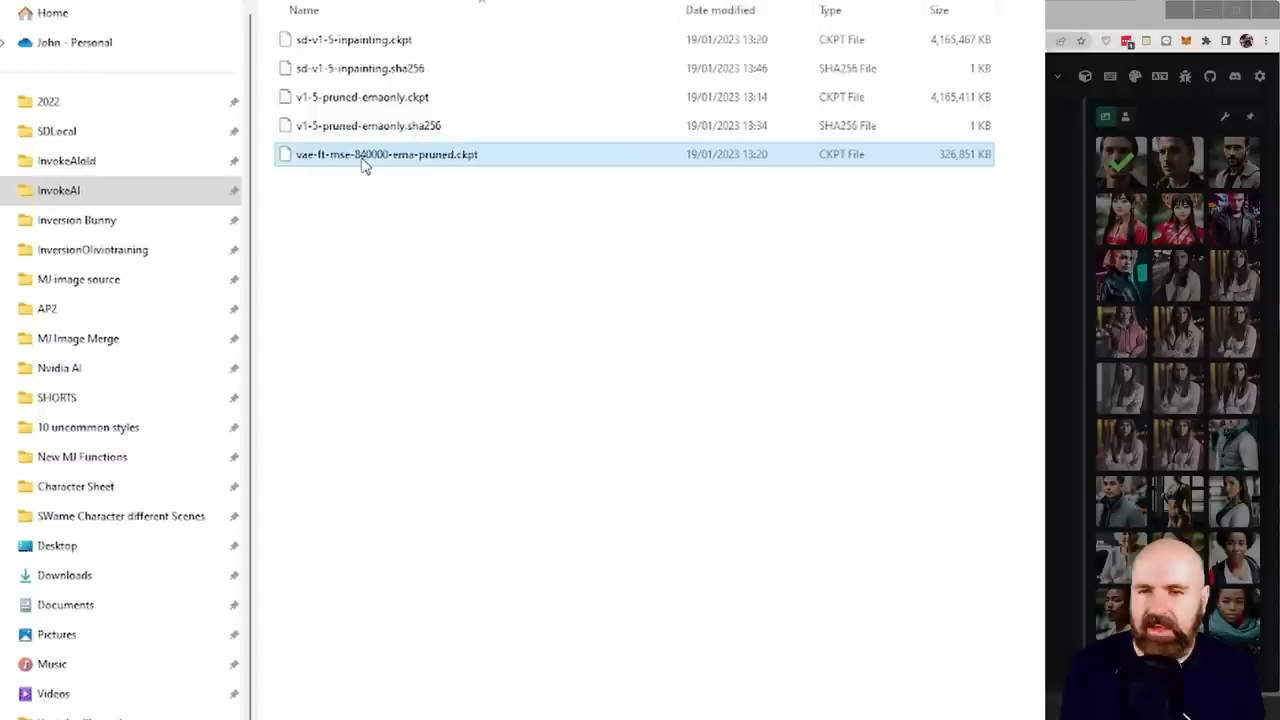 Home
John - Personal
2022
SDLocal
InvokeAIold
InvokeAI
Inversion Bunny
InversionOliviotraining
MJ image source
AP2
MJ Image Merge
Nvidia AI
SHORTS
10 uncommon styles
New MJ Functions
Character Sheet
SWame Character different Scenes
Desktop
Downloads
Documents
Pictures
Music
Videos
Name Date modified Type Size
sd-v1-5-inpainting.ckpt 19/01/2023 13:20 CKPT File 4,165,467 KB
sd-v1-5-inpainting.sha256 19/01/2023 13:46 SHA256 File 1 KB
v1-5-pruned-emaonly.ckpt 19/01/2023 13:14 CKPT File 4,165,411 KB
v1-5-pruned-emaonly.sha256 19/01/2023 13:34 SHA256 File 1 KB
vae-ft-mse-840000-ema-pruned.ckpt 19/01/2023 13:20 CKPT File 326,851 KB